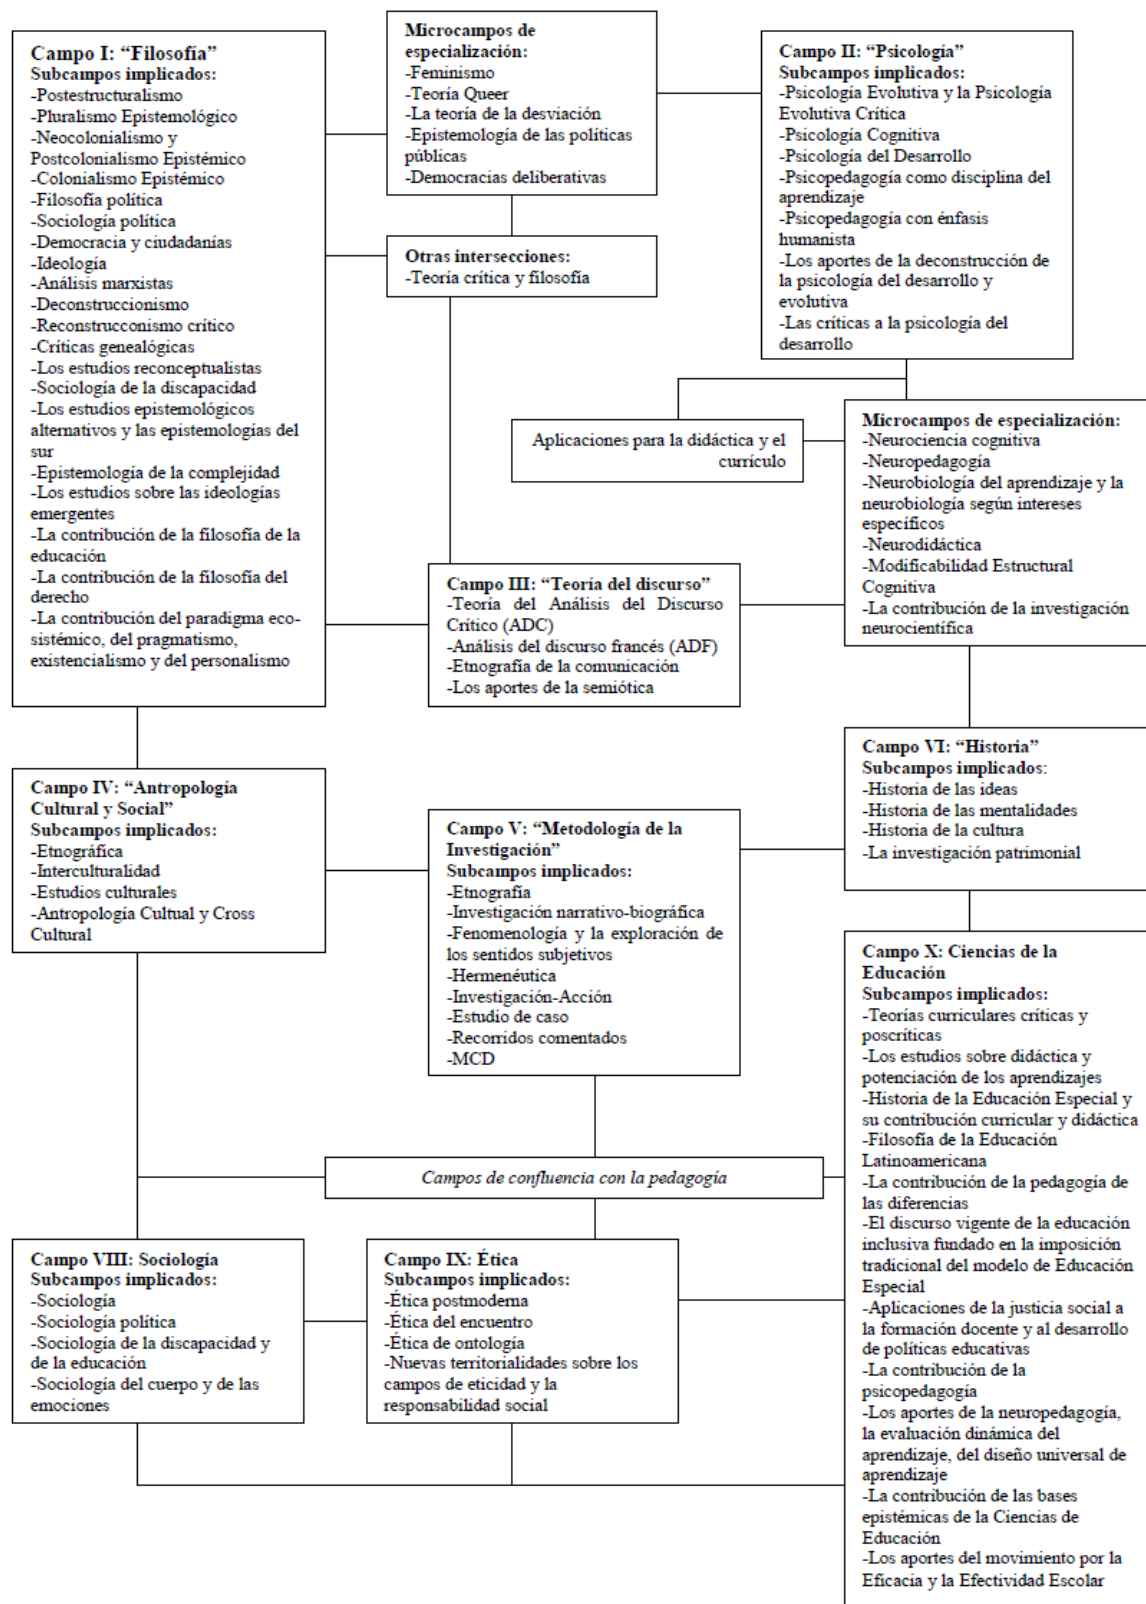 Campo I: “Filosofía”
Subcampos implicados:
-Postestructuralismo
-Pluralismo Epistemológico
-Neocolonialismo y
Postcolonialismo Epistémico
-Colonialismo Epistémico
-Filosofía política
-Sociología política
-Democracia y ciudadanías
-Ideología
-Análisis marxistas
-Deconstruccionismo
-Reconstrucconismo crítico
-Críticas genealógicas
-Los estudios reconceptualistas
-Sociología de la discapacidad
-Los estudios epistemológicos
alternativos y las epistemologías del
sur
-Epistemología de la complejidad
-Los estudios sobre las ideologías
emergentes
-La contribución de la filosofía de la
educación
-La contribución de la filosofía del
derecho
-La contribución del paradigma eco-
sistémico, del pragmatismo,
existencialismo y del personalismo
Microcampos de
especialización:
-Feminismo
-Teoría Queer
-La teoría de la desviación
-Epistemología de las políticas
públicas
-Democracias deliberativas
Otras intersecciones:
-Teoría crítica y filosofía
Campo II: “Psicología”
Subcampos implicados:
-Psicología Evolutiva y la Psicología
Evolutiva Crítica
-Psicología Cognitiva
-Psicología del Desarrollo
-Psicopedagogía como disciplina del
aprendizaje
-Psicopedagogía con énfasis
humanista
-Los aportes de la deconstrucción de
la psicología del desarrollo y
evolutiva
-Las críticas a la psicología del
desarrollo
Aplicaciones para la didáctica y el
currículo
Microcampos de especialización:
-Neurociencia cognitiva
-Neuropedagogía
-Neurobiología del aprendizaje y la
neurobiología según intereses
específicos
-Neurodidáctica
-Modificabilidad Estructural
Cognitiva
-La contribución de la investigación
neurocientífica
Campo III: “Teoría del discurso”
-Teoría del Análisis del Discurso
Crítico (ADC)
-Análisis del discurso francés (ADF)
-Etnografía de la comunicación
-Los aportes de la semiótica
Campo IV: “Antropología
Cultural y Social”
Subcampos implicados:
-Etnográfica
-Interculturalidad
-Estudios culturales
-Antropología Cultual y Cross
Cultural
Campo V: “Metodología de la
Investigación”
Subcampos implicados:
-Etnografía
-Investigación narrativo-biográfica
-Fenomenología y la exploración de
los sentidos subjetivos
-Hermenéutica
-Investigación-Acción
-Estudio de caso
-Recorridos comentados
-MCD
Campo VI: “Historia”
Subcampos implicados:
-Historia de las ideas
-Historia de las mentalidades
-Historia de la cultura
-La investigación patrimonial
Campo X: Ciencias de la
Educación
Subcampos implicados:
-Teorías curriculares críticas y
poscríticas
-Los estudios sobre didáctica y
potenciación de los aprendizajes
-Historia de la Educación Especial y
su contribución curricular y didáctica
-Filosofía de la Educación
Latinoamericana
-La contribución de la pedagogía de
las diferencias
-El discurso vigente de la educación
inclusiva fundado en la imposición
tradicional del modelo de Educación
Especial
-Aplicaciones de la justicia social a
la formación docente y al desarrollo
de políticas educativas
-La contribución de la
psicopedagogía
-Los aportes de la neuropedagogía,
la evaluación dinámica del
aprendizaje, del diseño universal de
aprendizaje
-La contribución de las bases
epistémicas de la Ciencias de
Educación
-Los aportes del movimiento por la
Eficacia y la Efectividad Escolar
Campos de confluencia con la pedagogía
Campo VIII: Sociología
Subcampos implicados:
-Sociología
-Sociología política
-Sociología de la discapacidad y
de la educación
-Sociología del cuerpo y de las
emociones
Campo IX: Ética
Subcampos implicados:
-Ética postmoderna
-Ética del encuentro
-Ética de ontología
-Nuevas territorialidades sobre los
campos de eticidad y la
responsabilidad social